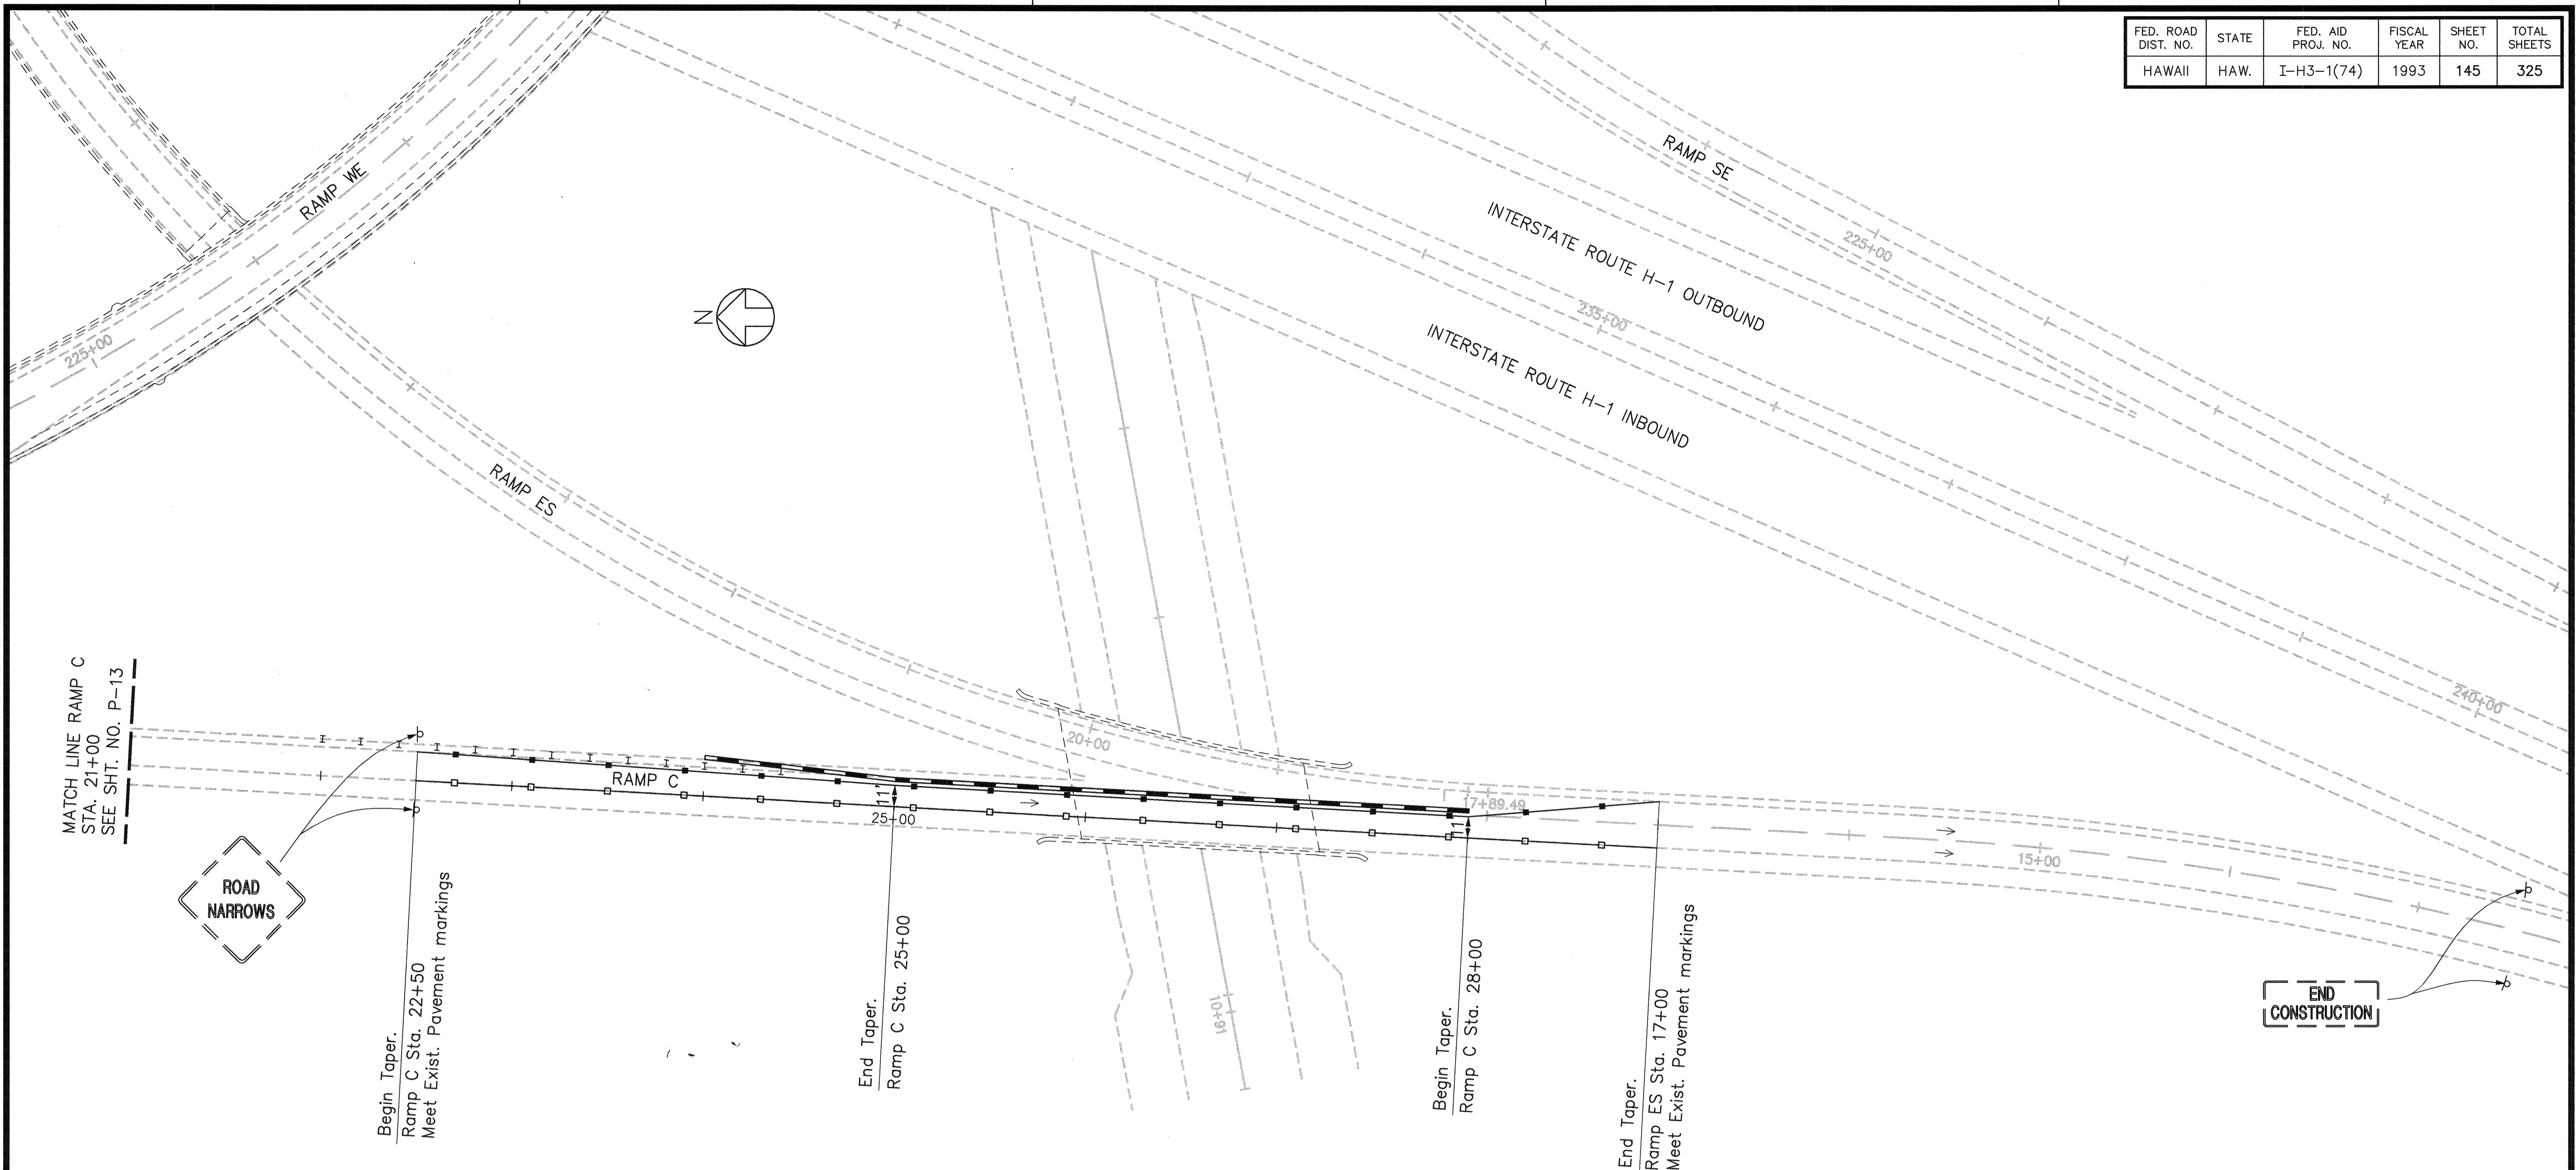 FED. ROAD DIST. NO.
STATE
FED. AID PROJ. NO.
FISCAL YEAR
SHEET NO.
TOTAL SHEETS
HAWAII
HAW.
I-H3-1(74)
1993
145
325
RAMP WE
225+00
RAMP SE
225+00
INTERSTATE ROUTE H-1 OUTBOUND
235+00
INTERSTATE ROUTE H-1 INBOUND
240+00
N
RAMP ES
MATCH LINE RAMP C
STA. 21+00
SEE SHT. NO. P-13
RAMP C
11'
25+00
20+00
17+89.49
11'
15+00
ROAD
NARROWS
Begin Taper.
Ramp C Sta. 22+50
Meet Exist. Pavement markings
End Taper.
Ramp C Sta. 25+00
10+91
Begin Taper.
Ramp C Sta. 28+00
End Taper.
Ramp ES Sta. 17+00
Meet Exist. Pavement markings
END
CONSTRUCTION